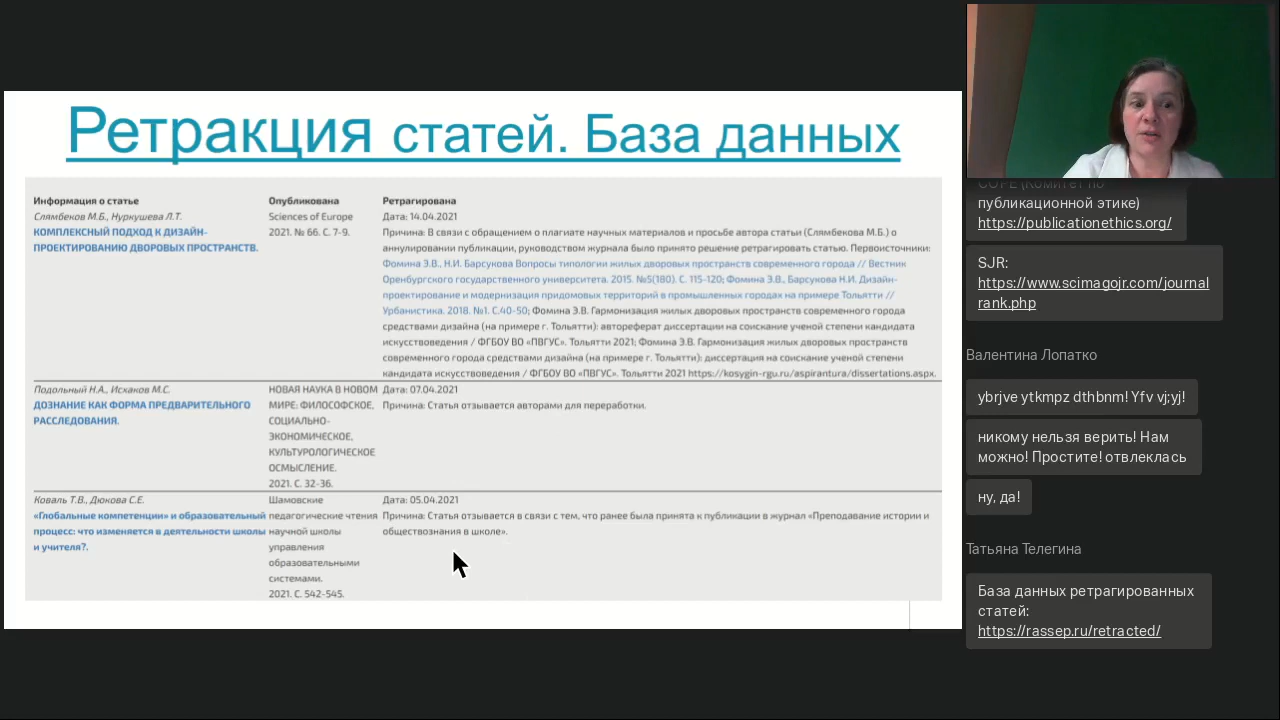 Ретракция статей. База данных
Информация о статье
Слямбеков М.Б., Нуркушева Л.Т.
КОМПЛЕКСНЫЙ ПОДХОД К ДИЗАЙН-
ПРОЕКТИРОВАНИЮ ДВОРОВЫХ ПРОСТРАНСТВ.
Опубликована
Sciences of Europe
2021. № 66. С. 7-9.
Ретрагирована
Дата: 14.04.2021
Причина: В связи с обращением о плагиате научных материалов и просьбе автора статьи (Слямбекова М.Б.) о
аннулировании публикации, руководством журнала было принято решение ретрагировать статью. Первоисточники:
Фомина Э.В., Н.И. Барсукова Вопросы типологии жилых дворовых пространств современного города // Вестник
Оренбургского государственного университета. 2015. №5(180). С. 115-120; Фомина Э.В., Барсукова Н.И. Дизайн-
проектирование и модернизация придомовых территорий в промышленных городах на примере Тольятти //
Урбанистика. 2018. №1. С.40-50; Фомина Э.В. Гармонизация жилых дворовых пространств современного города
средствами дизайна (на примере г. Тольятти): автореферат диссертации на соискание ученой степени кандидата
искусствоведения / ФГБОУ ВО «ПВГУС». Тольятти 2021; Фомина Э.В. Гармонизация жилых дворовых пространств
современного города средствами дизайна (на примере г. Тольятти): диссертация на соискание ученой степени
кандидата искусствоведения / ФГБОУ ВО «ПВГУС». Тольятти 2021 https://kosygin-rgu.ru/aspirantura/dissertations.aspx.
Подольный Н.А., Исхаков М.С.
ДОЗНАНИЕ КАК ФОРМА ПРЕДВАРИТЕЛЬНОГО
РАССЛЕДОВАНИЯ.
НОВАЯ НАУКА В НОВОМ
МИРЕ: ФИЛОСОФСКОЕ,
СОЦИАЛЬНО-
ЭКОНОМИЧЕСКОЕ,
КУЛЬТУРОЛОГИЧЕСКОЕ
ОСМЫСЛЕНИЕ.
2021. С. 32-36.
Дата: 07.04.2021
Причина: Статья отзывается авторами для переработки.
Коваль Т.В., Дюкова С.Е.
«Глобальные компетенции» и образовательный
процесс: что изменяется в деятельности школы
и учителя?.
Шамовские
педагогические чтения
научной школы
управления
образовательными
системами.
2021. С. 542-545.
Дата: 05.04.2021
Причина: Статья отзывается в связи с тем, что ранее была принята к публикации в журнал «Преподавание истории и
обществознания в школе».
COPE (Комитет по
публикационной этике)
https://publicationethics.org/
SJR:
https://www.scimagojr.com/journal
rank.php
Валентина Лопатко
ybrjve ytkmpz dthbnm! Yfv vj;yj!
никому нельзя верить! Нам
можно! Простите! отвлеклась
ну, да!
Татьяна Телегина
База данных ретрагированных
статей:
https://rassep.ru/retracted/